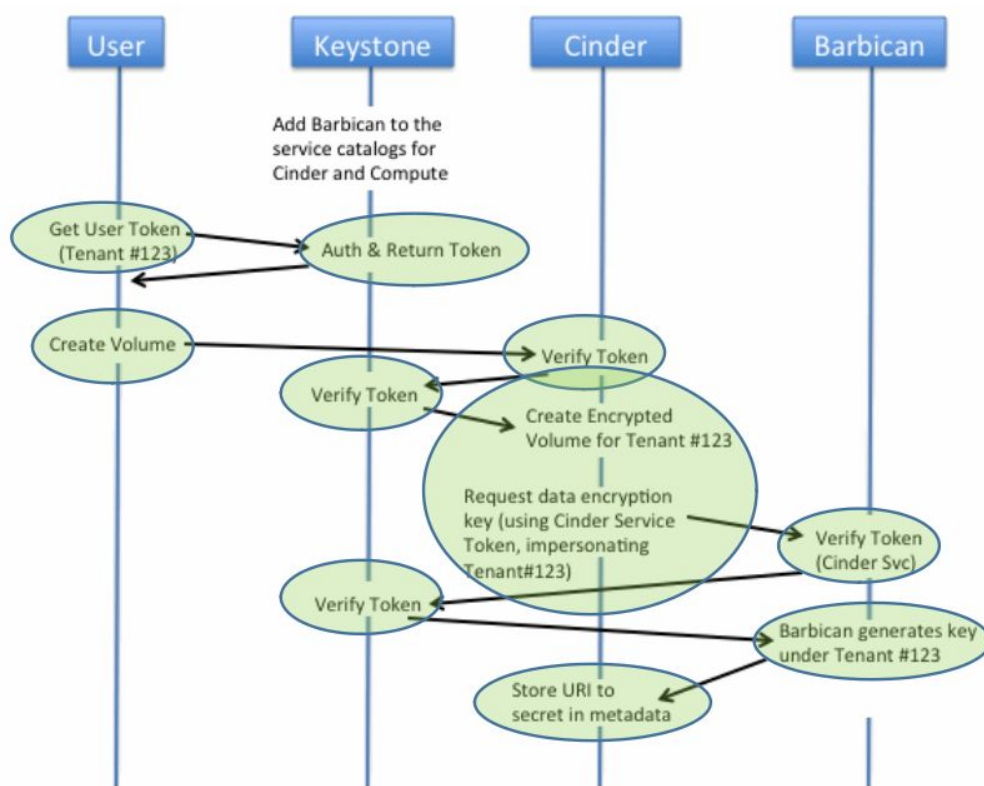 User
Keystone
Cinder
Barbican
Add Barbican to the
service catalogs for
Cinder and Compute
Get User Token
(Tenant #123)
Auth & Return Token
Create Volume
Verify Token
Verify Token
Create Encrypted
Volume for Tenant #123
Request data encryption
key (using Cinder Service
Token, impersonating
Tenant#123)
Verify Token
(Cinder Svc)
Verify Token
Barbican generates key
under Tenant #123
Store URI to
secret in metadata